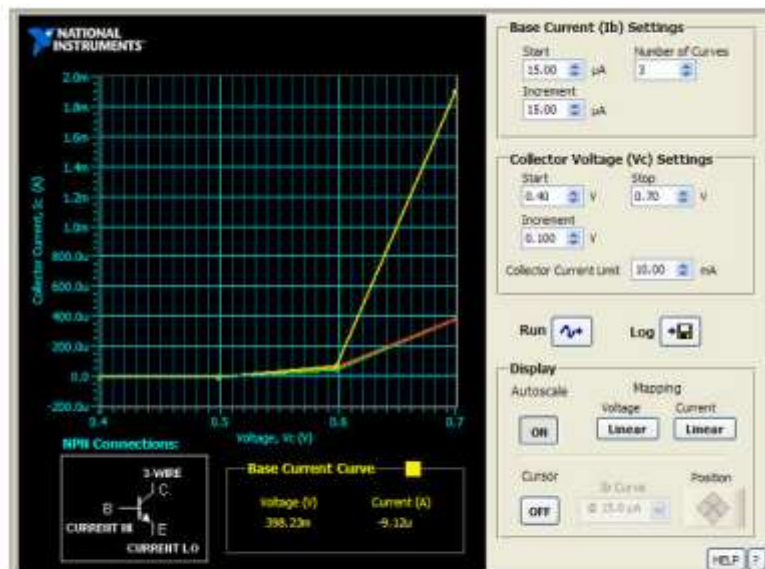 NATIONAL
INSTRUMENTS
Collector Current, Ic (A)
2.0m
1.8m
1.6m
1.4m
1.2m
1.0m
800.0u
600.0u
400.0u
200.0u
0.0
-200.0u
0.4 0.5 0.6 0.7
Voltage, Vc (V)
NPN Connections:
3-WIRE
C
B
E
CURRENT HI
CURRENT LO
Base Current Curve
Voltage (V) Current (A)
398.23m -9.12u
Base Current (Ib) Settings
Start Number of Curves
15.00 µA 3
Increment
15.00 µA
Collector Voltage (Vc) Settings
Start Stop
0.40 V 0.70 V
Increment
0.100 V
Collector Current Limit 10.00 mA
Run Log
Display
Autoscale Mapping
Voltage Current
ON Linear Linear
Cursor Ib Curve Position
OFF @ 15.0 uA
HELP ?